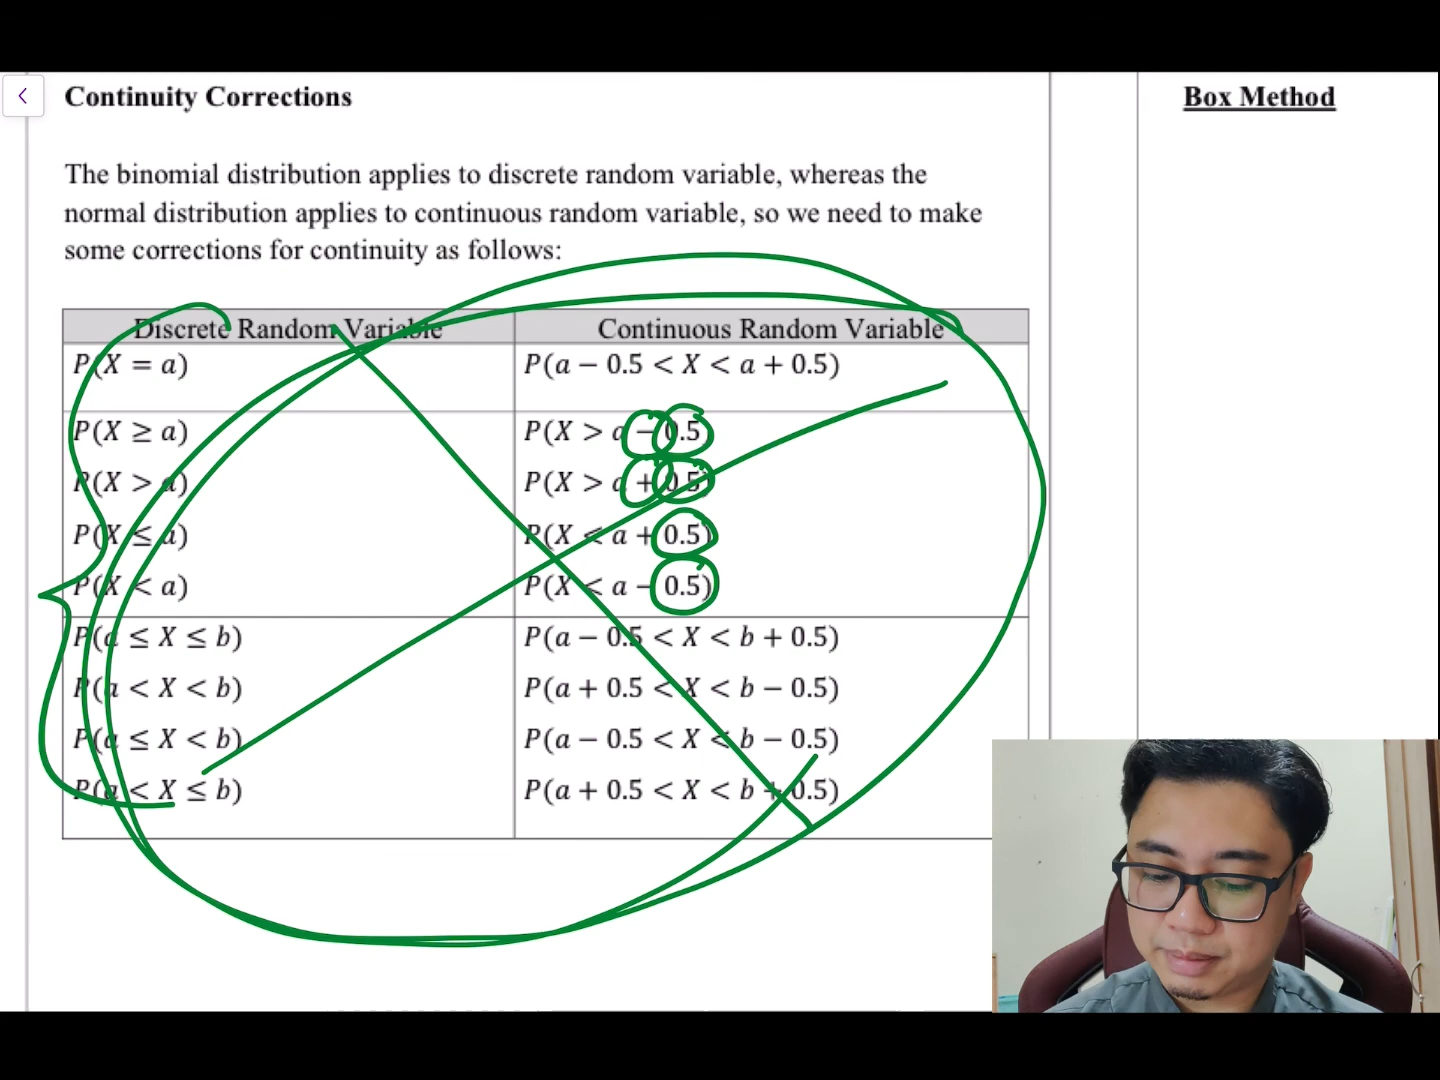 Continuity Corrections
Box Method
The binomial distribution applies to discrete random variable, whereas the
normal distribution applies to continuous random variable, so we need to make
some corrections for continuity as follows:
Discrete Random Variable Continuous Random Variable
P(X = a) P(a − 0.5 < X < a + 0.5)
P(X ≥ a) P(X > a − 0.5)
P(X > a) P(X > a + 0.5)
P(X ≤ a) P(X < a + 0.5)
P(X < a) P(X < a − 0.5)
P(a ≤ X ≤ b) P(a − 0.5 < X < b + 0.5)
P(a < X < b) P(a + 0.5 < X < b − 0.5)
P(a ≤ X < b) P(a − 0.5 < X < b − 0.5)
P(a < X ≤ b) P(a + 0.5 < X < b + 0.5)